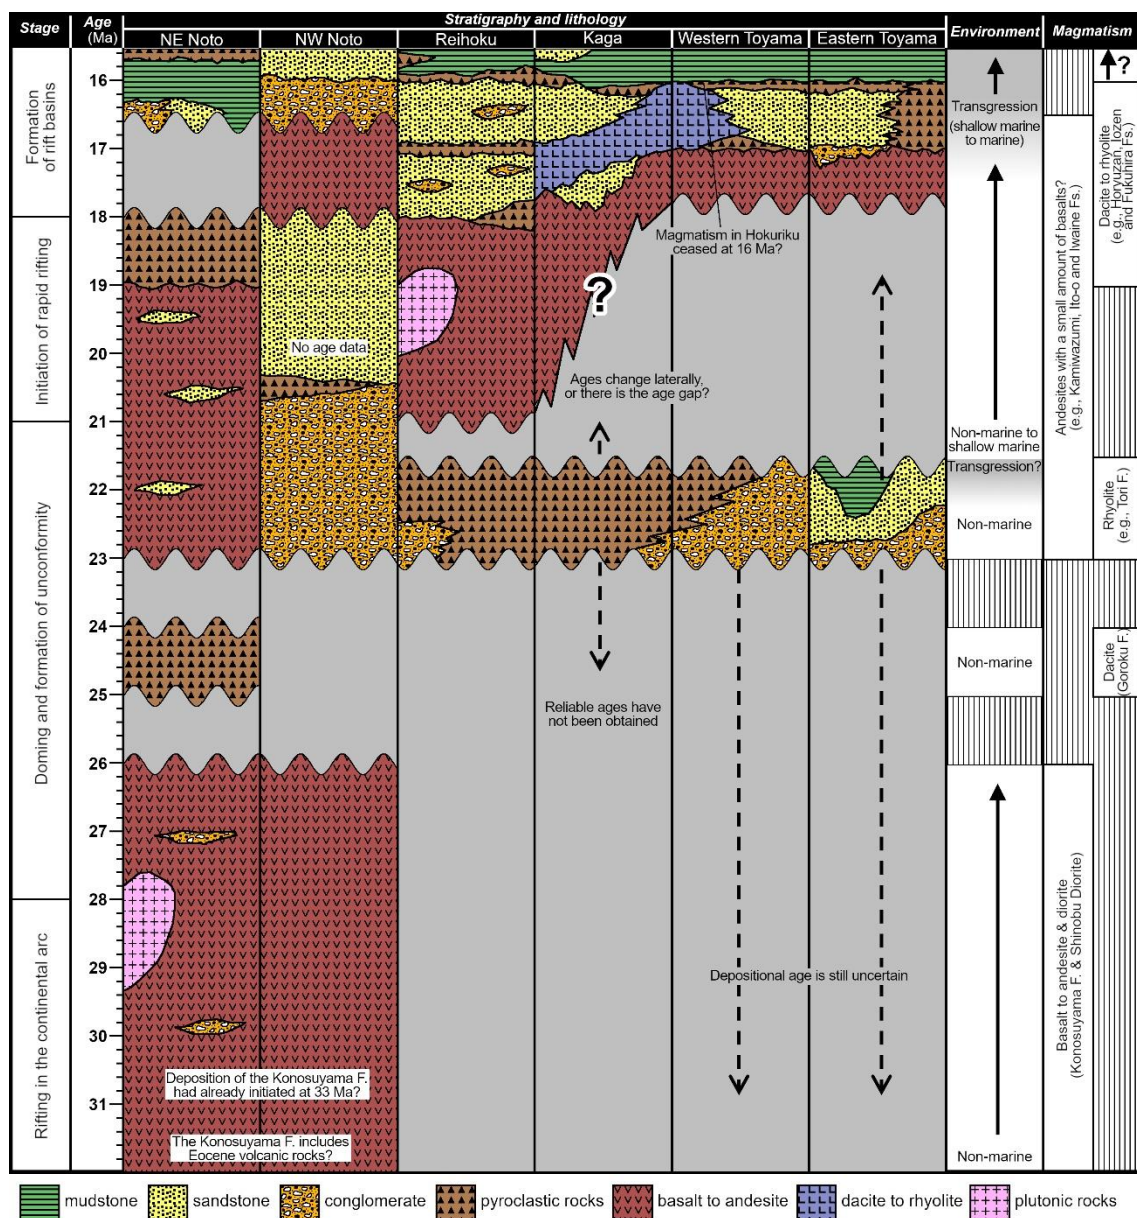 Stage
Age
(Ma)
Stratigraphy and lithology
NE Noto
NW Noto
Reihoku
Kaga
Western Toyama
Eastern Toyama
Environment
Magmatism
Formation
of rift basins
Initiation of rapid rifting
Doming and formation of unconformity
Rifting in the continental arc
16
17
18
19
20
21
22
23
24
25
26
27
28
29
30
31
No age data
Magmatism in Hokuriku
ceased at 16 Ma?
?
Ages change laterally,
or there is the age gap?
Reliable ages have
not been obtained
Depositional age is still uncertain
Deposition of the Konosuyama F.
had already initiated at 33 Ma?
The Konosuyama F. includes
Eocene volcanic rocks?
Transgression
(shallow marine
to marine)
Non-marine to
shallow marine
Transgression?
Non-marine
Non-marine
Non-marine
Andesites with a small amount of basalts?
(e.g., Kamiwazumi, Ito-o and Iwaine Fs.)
Basalt to andesite & diorite
(Konosuyama F. & Shinobu Diorite)
?
Dacite to rhyolite
(e.g., Horyuzan, Iozen
and Fukuhira Fs.)
Rhyolite
(e.g., Tori F.)
Dacite
(Goroku F.)
mudstone
sandstone
conglomerate
pyroclastic rocks
basalt to andesite
dacite to rhyolite
plutonic rocks